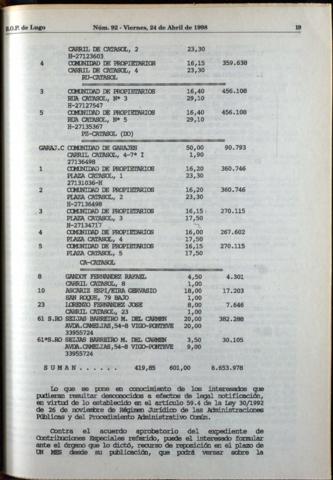 B.O.P. de Lugo Núm. 92 - Viernes, 24 de Abril de 1998 19
CARRIL DE CATASOL, 2 23,30
H-27123603
4 COMUNIDAD DE PROPIETARIOS 16,15 359.638
CARRIL DE CATASOL, 4 23,30
RU-CATASOL
3 COMUNIDAD DE PROPIETARIOS 16,40 456.108
RUA CATASOL, Nº 3 29,10
H-27127547
5 COMUNIDAD DE PROPIETARIOS 16,40 456.108
RUA CATASOL, Nº 5 29,10
H-27135367
PZ-CATASOL (DO)
GARAJ.C COMUNIDAD DE GARAJES 50,00 90.793
CARRIL CATASOL, 4-7º I 1,90
27136498
1 COMUNIDAD DE PROPIETARIOS 16,20 360.746
PLAZA CATASOL, 1 23,30
27131036-H
2 COMUNIDAD DE PROPIETARIOS 16,20 360.746
PLAZA CATASOL, 2 23,30
H-27136498
3 COMUNIDAD DE PROPIETARIOS 16,15 270.115
PLAZA CATASOL, 3 17,50
H-27134717
4 COMUNIDAD DE PROPIETARIOS 16,00 267.602
PLAZA CATASOL, 4 17,50
5 COMUNIDAD DE PROPIETARIOS 16,15 270.115
PLAZA CATASOL, 5 17,50
CA-CATASOL
8 GANDOY FERNANDEZ RAFAEL 4,50 4.301
CARRIL CATASOL, 8 1,00
10 ASCARIZ ESPI/EIRA GERVASIO 18,00 17.203
SAN ROQUE, 79 BAJO 1,00
23 LORENZO FERNANDEZ JOSE 8,00 7.646
CARRIL CATASOL, 23 1,00
61 S.RO SEIJAS BARREIRO M. DEL CARMEN 20,00 382.288
AVDA.CAMELIAS,54-8 VIGO-PONTEVE 20,00
33955724
61*S.RO SEIJAS BARREIRO M. DEL CARMEN 3,50 30.105
AVDA.CAMELIAS,54-8 VIGO-PONTEVE 9,00
33955724
S U M A N . . . . . . 419,85 601,00 8.653.978
Lo que se pone en conocimiento de los interesados que
pudieran resultar desconocidos a efectos de legal notificación,
en virtud de lo establecido en el artículo 59.4 de la Ley 30/1992
de 26 de noviembre de Régimen Jurídico de las Administraciones
Públicas y del Procedimiento Administrativo Común.
Contra el acuerdo aprobatorio del expediente de
Contribuciones Especiales referido, puede el interesado formular
ante el órgano que lo dictó, recurso de reposición en el plazo de
UN MES desde su publicación, que podrá versar sobre la